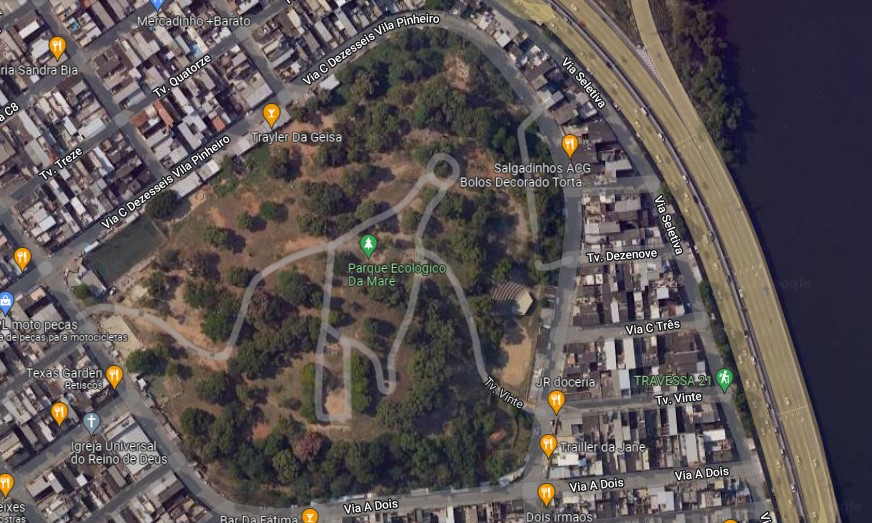 Mercadinho +Barato
Via C Dezesseis Vila Pinheiro
ria Sandra Bia
Tv. Quatorze
Via Seletiva
a C8
Trayler Da Geisa
Tv. Treze
Salgadinhos ACG
Bolos Decorado Torta...
Via C Dezesseis Vila Pinheiro
Via Seletiva
Tv. Dezenove
Parque Ecológico
Da Maré
L moto peças
a de peças para motocicletas
Via C Três
Texas Garden
Petiscos
JR doceria
TRAVESSA 21
Tv. Vinte
Tv. Vinte
Igreja Universal
do Reino de Deus
Trailler da Jane
Via A Dois
Via A Dois
Via A Dois
eixes
ostras
Bar Da Fátima
Dois irmãos